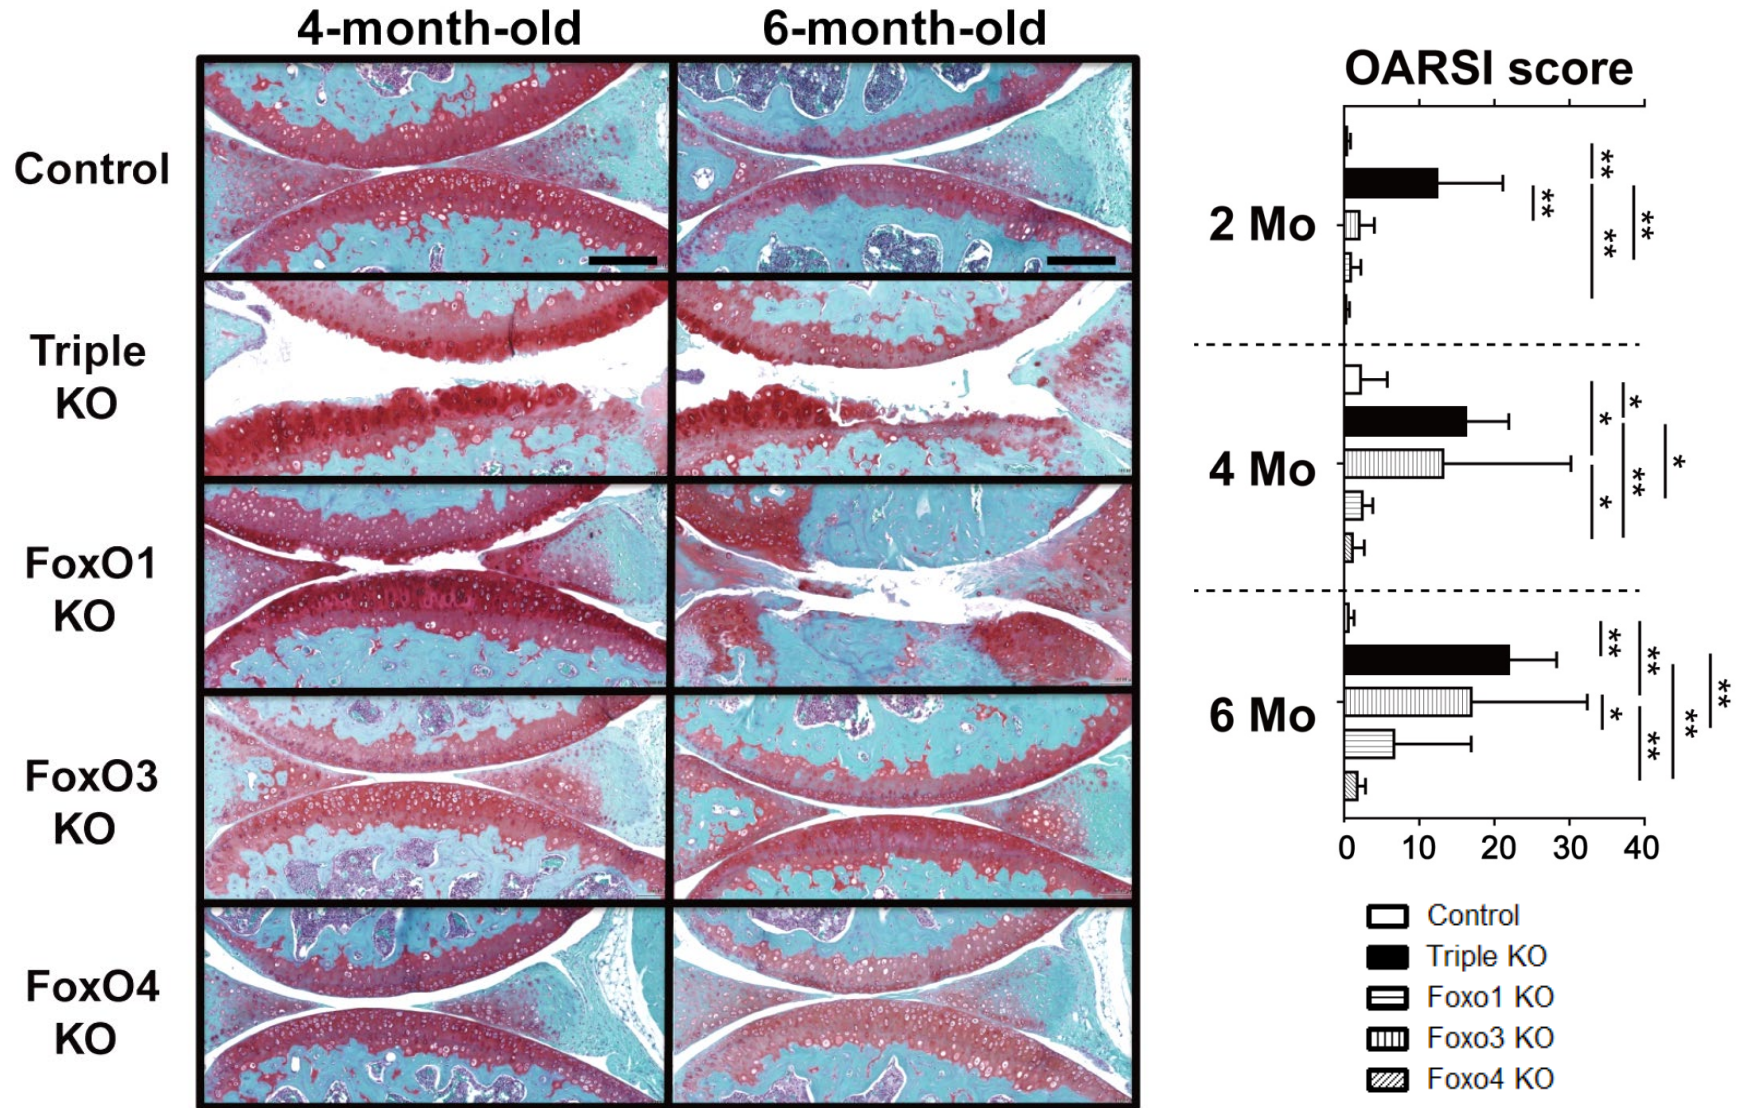 4-month-old 6-month-old
OARSI score
Control
Triple
KO
FoxO1
KO
FoxO3
KO
FoxO4
KO
2 Mo
**
**
**
**
4 Mo
*
*
*
**
*
6 Mo
**
**
**
**
*
**
0 10 20 30 40
Control
Triple KO
Foxo1 KO
Foxo3 KO
Foxo4 KO